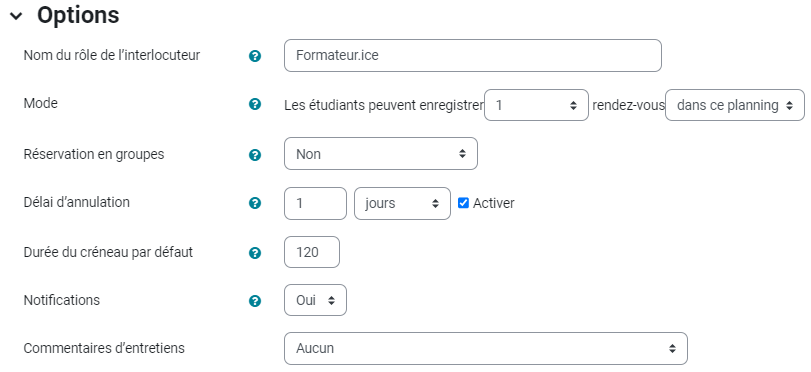 Options
Nom du rôle de l'interlocuteur ? Formateur.ice
Mode ? Les étudiants peuvent enregistrer 1 rendez-vous dans ce planning
Réservation en groupes ? Non
Délai d'annulation ? 1 jours Activer
Durée du créneau par défaut ? 120
Notifications ? Oui
Commentaires d'entretiens ? Aucun